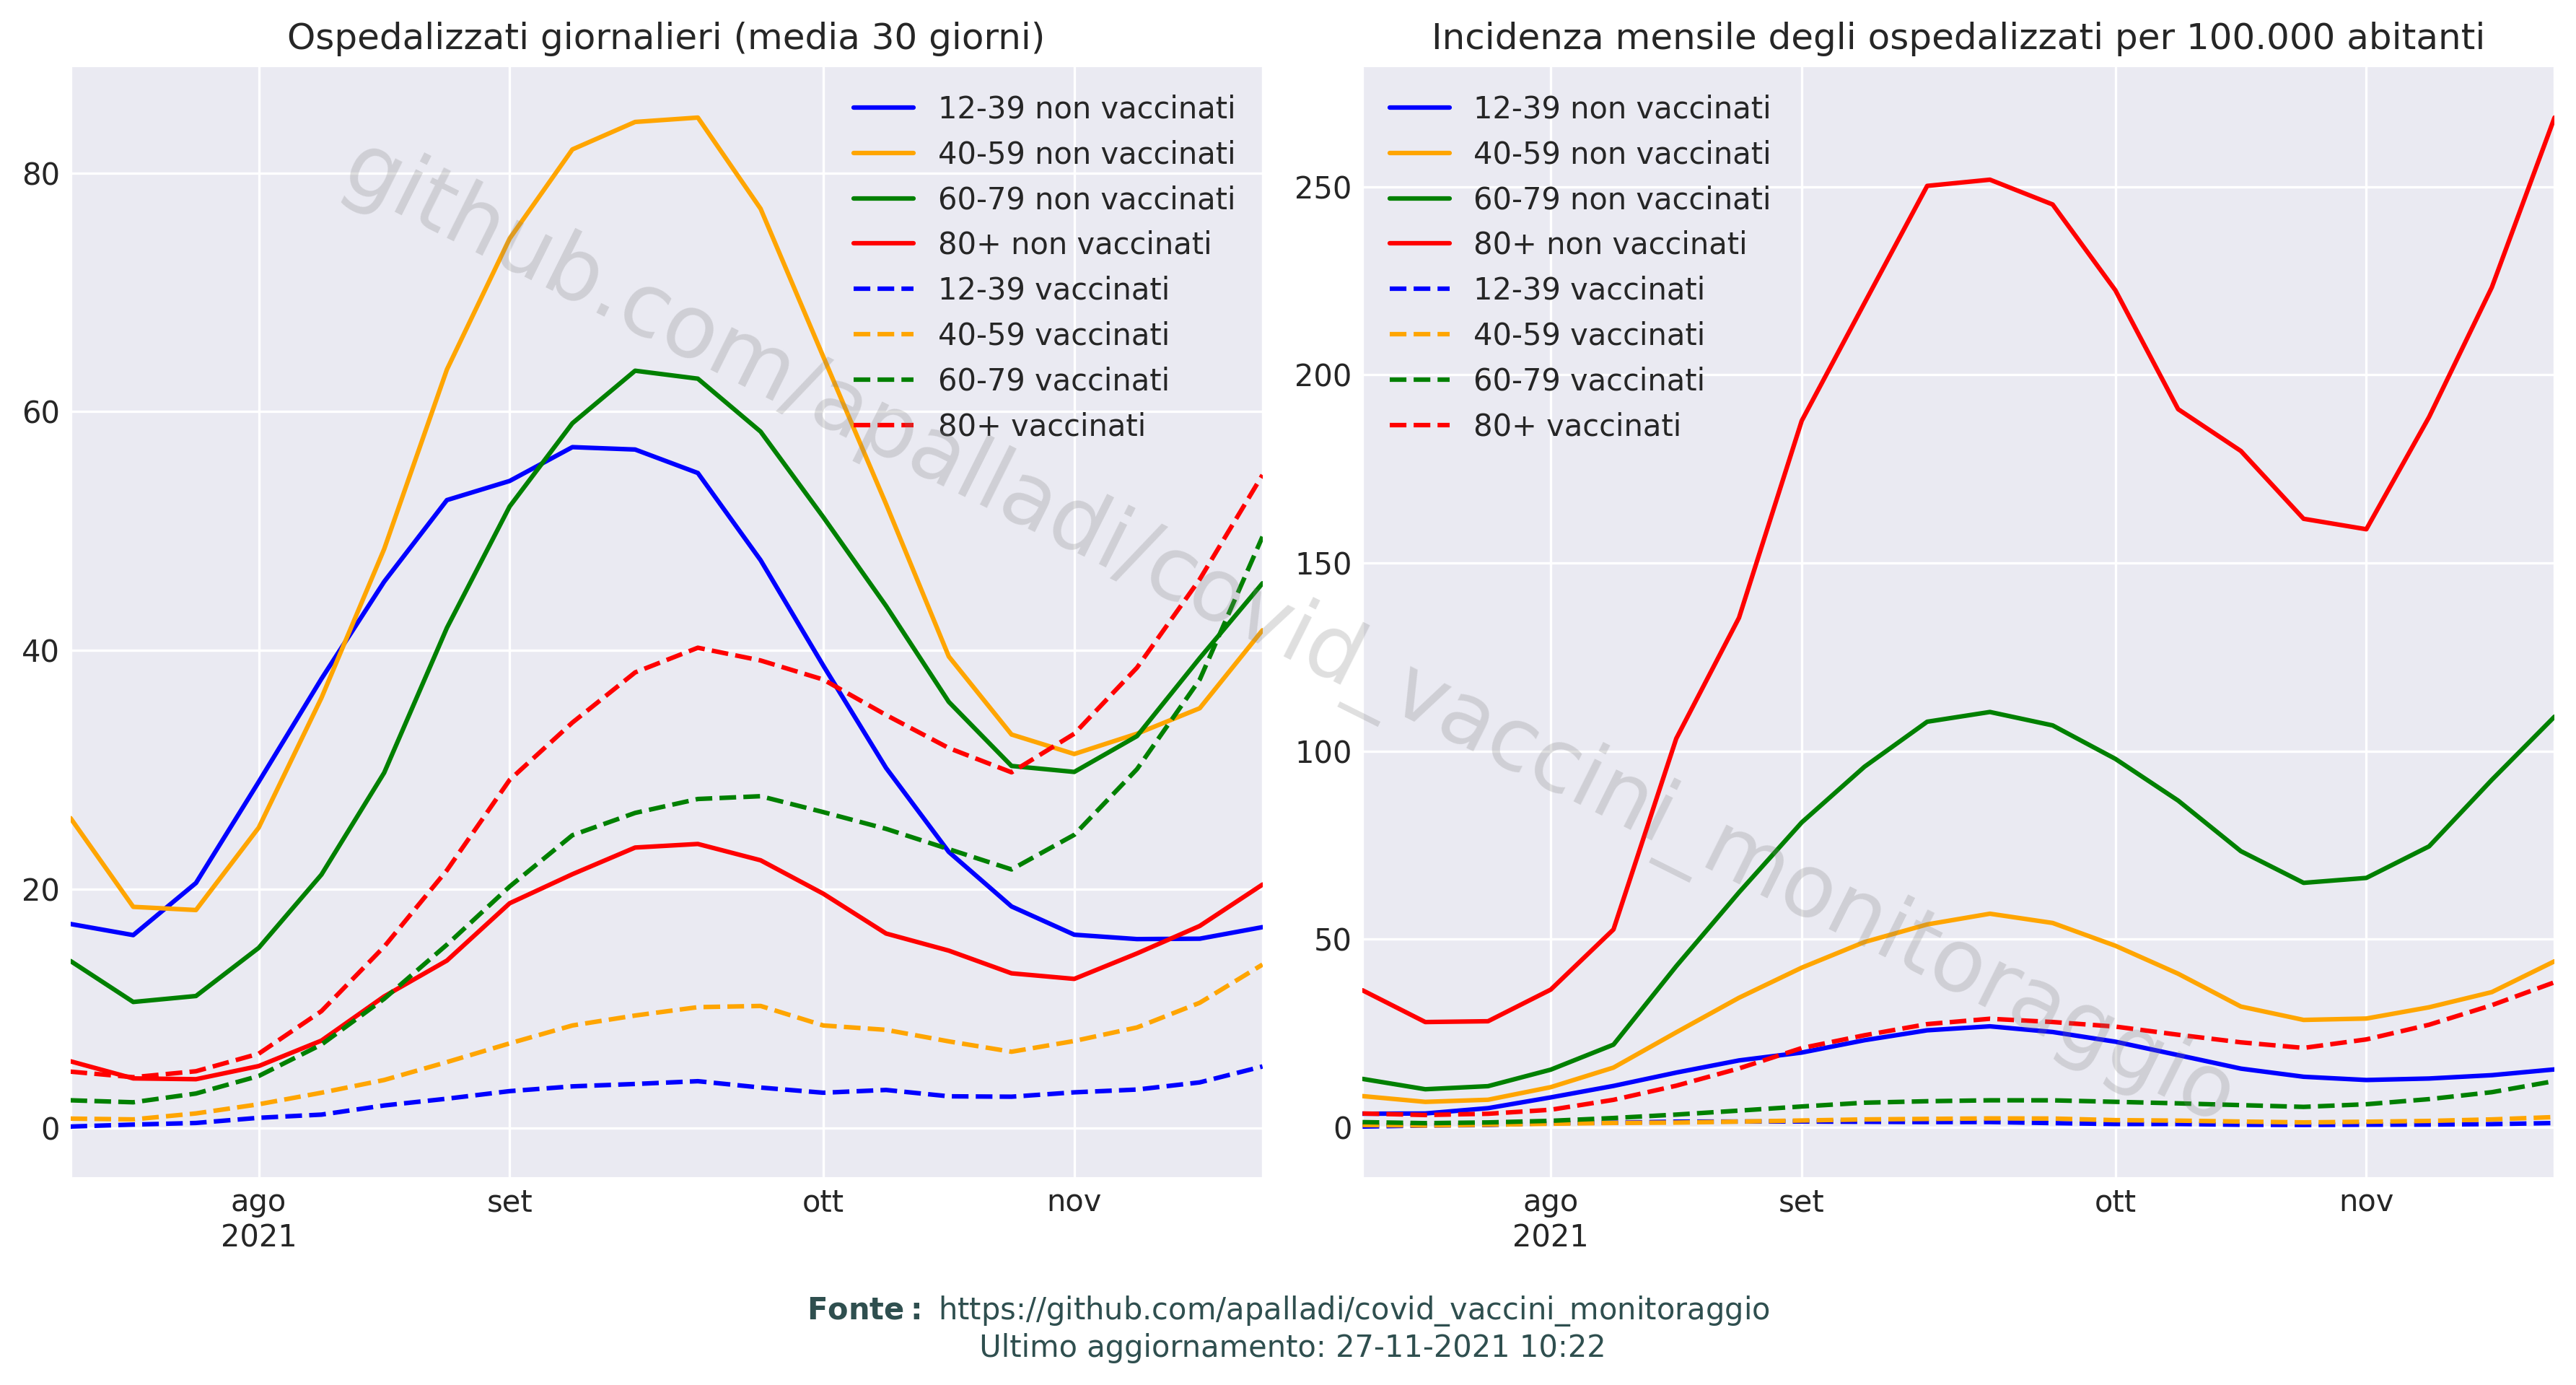 Ospedalizzati giornalieri (media 30 giorni)
80
60
40
20
0
ago
2021
set
ott
nov
12-39 non vaccinati
40-59 non vaccinati
60-79 non vaccinati
80+ non vaccinati
12-39 vaccinati
40-59 vaccinati
60-79 vaccinati
80+ vaccinati
Incidenza mensile degli ospedalizzati per 100.000 abitanti
250
200
150
100
50
0
ago
2021
set
ott
nov
12-39 non vaccinati
40-59 non vaccinati
60-79 non vaccinati
80+ non vaccinati
12-39 vaccinati
40-59 vaccinati
60-79 vaccinati
80+ vaccinati
github.com/apalladi/covid_vaccini_monitoraggio
Fonte: https://github.com/apalladi/covid_vaccini_monitoraggio
Ultimo aggiornamento: 27-11-2021 10:22